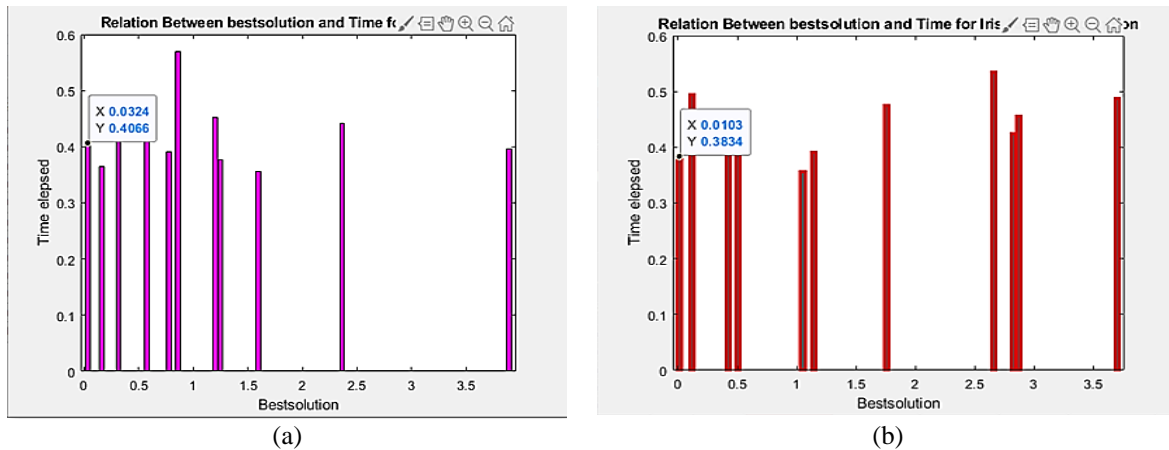 Relation Between bestsolution and Time f
0.6
0.5
0.4
0.3
0.2
0.1
0
X 0.0324
Y 0.4066
Time elepsed
0 0.5 1 1.5 2 2.5 3 3.5
Bestsolution
(a)
Relation Between bestsolution and Time for Iris on
0.6
0.5
0.4
0.3
0.2
0.1
0
X 0.0103
Y 0.3834
Time elepsed
0 0.5 1 1.5 2 2.5 3 3.5
Bestsolution
(b)